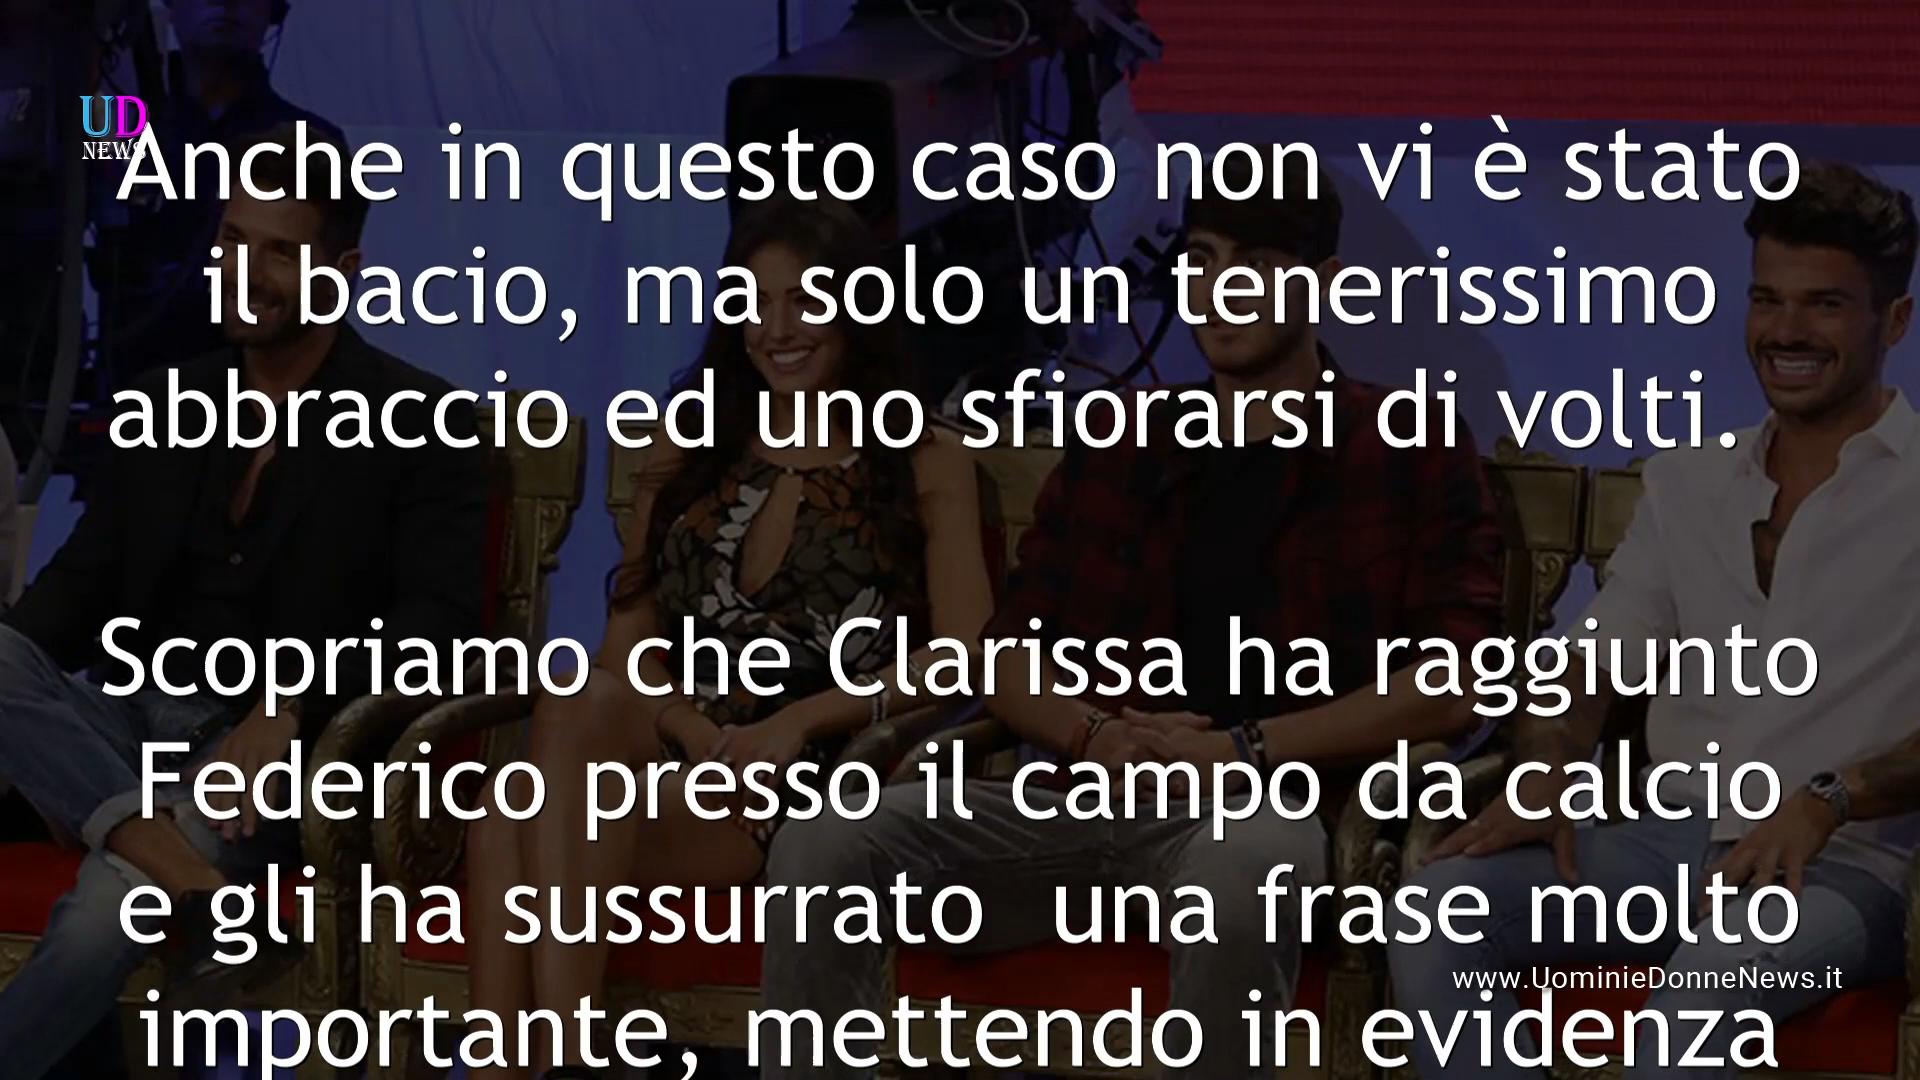 UD
NEWS
Anche in questo caso non vi è stato
il bacio, ma solo un tenerissimo
abbraccio ed uno sfiorarsi di volti.
Scopriamo che Clarissa ha raggiunto
Federico presso il campo da calcio
e gli ha sussurrato  una frase molto
www.UominieDonneNews.it
importante, mettendo in evidenza